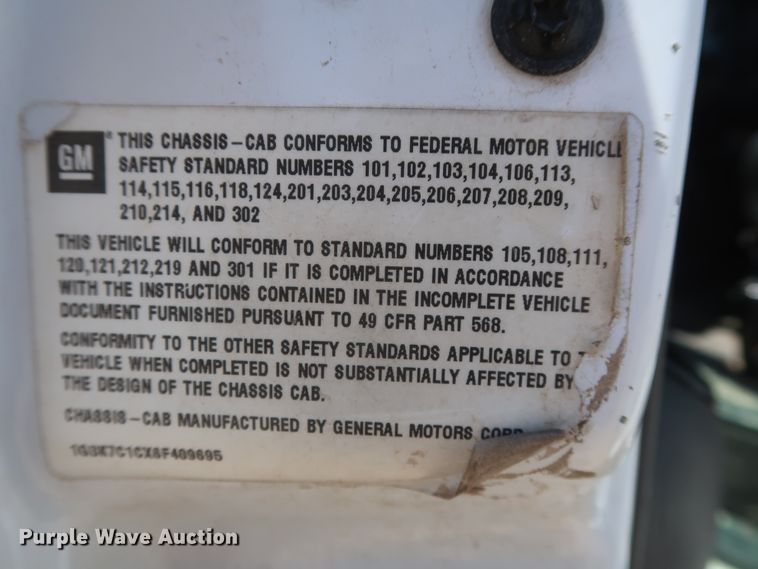 GM
THIS CHASSIS-CAB CONFORMS TO FEDERAL MOTOR VEHICLE
SAFETY STANDARD NUMBERS 101,102,103,104,106,113,
114,115,116,118,124,201,203,204,205,206,207,208,209,
210,214, AND 302
THIS VEHICLE WILL CONFORM TO STANDARD NUMBERS 105,108,111,
120,121,212,219 AND 301 IF IT IS COMPLETED IN ACCORDANCE
WITH THE INSTRUCTIONS CONTAINED IN THE INCOMPLETE VEHICLE
DOCUMENT FURNISHED PURSUANT TO 49 CFR PART 568.
CONFORMITY TO THE OTHER SAFETY STANDARDS APPLICABLE TO
VEHICLE WHEN COMPLETED IS NOT SUBSTANTIALLY AFFECTED BY
THE DESIGN OF THE CHASSIS CAB.
CHASSIS-CAB MANUFACTURED BY GENERAL MOTORS CORP
Purple Wave Auction